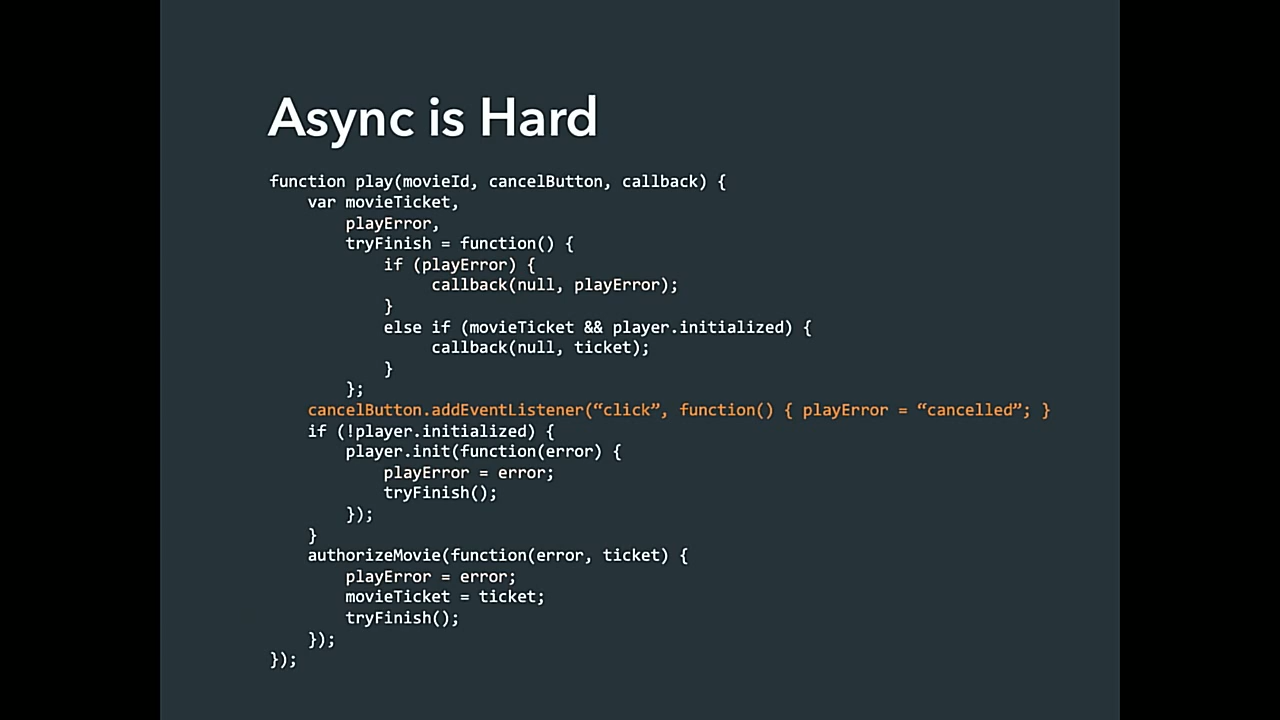 Async is Hard
function play(movieId, cancelButton, callback) {
    var movieTicket,
        playError,
        tryFinish = function() {
            if (playError) {
                 callback(null, playError);
            }
            else if (movieTicket && player.initialized) {
                 callback(null, ticket);
            }
        };
    cancelButton.addEventListener(“click”, function() { playError = “cancelled”; }
    if (!player.initialized) {
        player.init(function(error) {
            playError = error;
            tryFinish();
        });
    }
    authorizeMovie(function(error, ticket) {
        playError = error;
        movieTicket = ticket;
        tryFinish();
    });
});